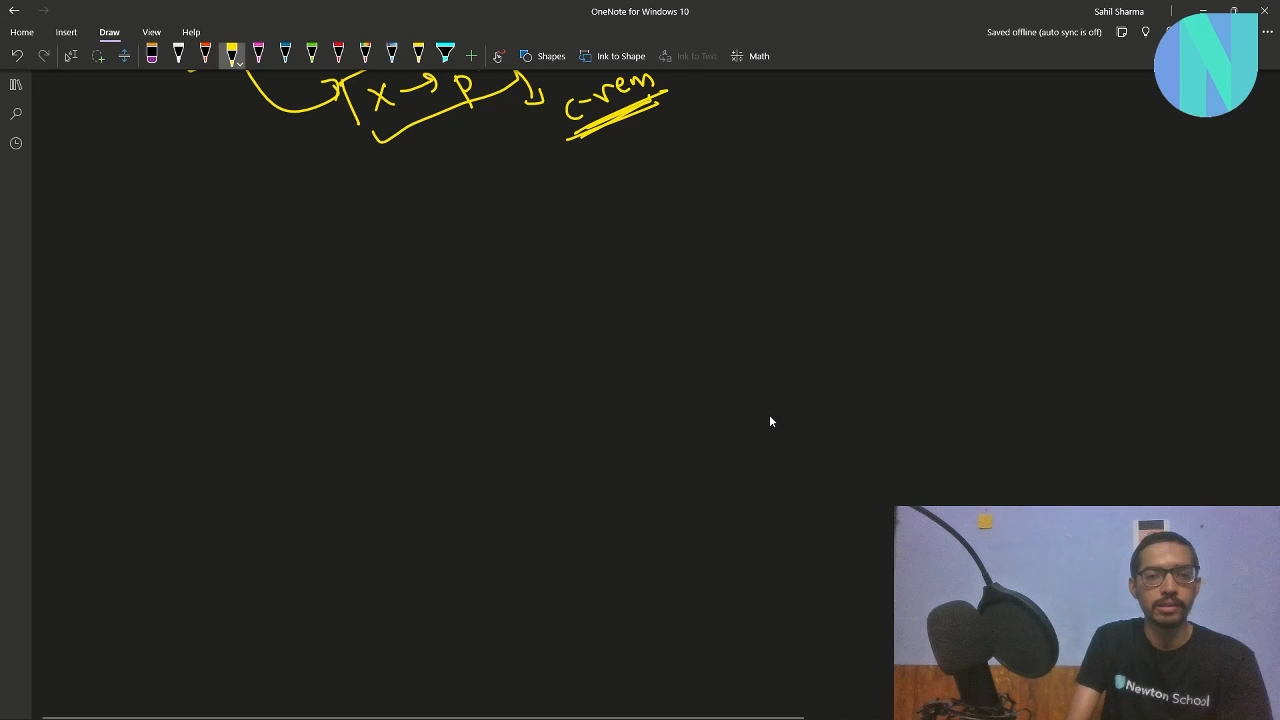 OneNote for Windows 10
Sahil Sharma
Home Insert Draw View Help
Saved offline (auto sync is off)
Shapes Ink to Shape Ink to Text Math
x → p
c-rem
Newton School